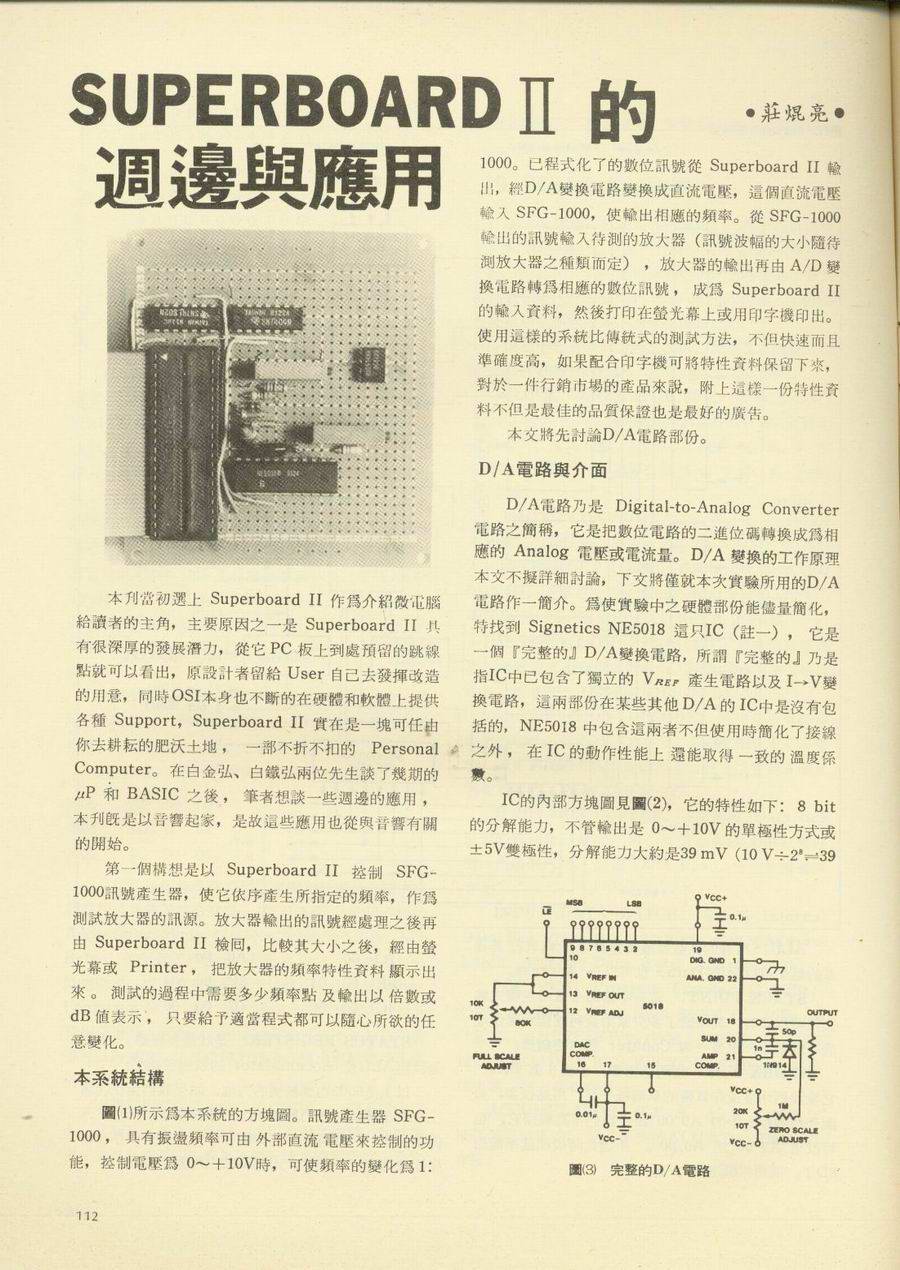 SUPERBOARD II 的
週邊與應用
●莊焜亮●
本刋當初選上 Superboard II 作爲介紹微電腦
給讀者的主角，主要原因之一是 Superboard II 具
有很深厚的發展潛力，從它 PC 板上到處預留的跳線
點就可以看出，原設計者留給 User 自己去發揮改造
的用意，同時OSI本身也不斷的在硬體和軟體上提供
各種 Support，Superboard II 實在是一塊可任由
你去耕耘的肥沃土地， 一部不折不扣的 Personal
Computer。在白金弘、白鐵弘兩位先生談了幾期的
μP 和 BASIC 之後， 筆者想談一些週邊的應用，
本刋旣是以音響起家，是故這些應用也從與音響有關
的開始。
第一個構想是以 Superboard II 控制 SFG-
1000訊號產生器，使它依序產生所指定的頻率，作爲
測試放大器的訊源。放大器輸出的訊號經處理之後再
由 Superboard II 檢囘，比較其大小之後，經由螢
光幕或 Printer， 把放大器的頻率特性資料 顯示出
來 。 測試的過程中需要多少頻率點 及輸出以 倍數或
dB 値表示， 只要給予適當程式都可以隨心所欲的任
意變化。
本系統結構
圖(1)所示爲本系統的方塊圖。訊號產生器 SFG-
1000， 具有振盪頻率可由 外部直流 電壓來控制的功
能，控制電壓爲 0～＋10V時，可使頻率的變化爲 1：
1000。已程式化了的數位訊號從 Superboard II 輸
出，經D/A變換電路變換成直流電壓，這個直流電壓
輸入 SFG-1000，使輸出相應的頻率。從 SFG-1000
輸出的訊號輸入待測的放大器（訊號波幅的大小隨待
測放大器之種類而定），放大器的輸出再由 A/D 變
換電路轉爲相應的數位訊號， 成爲 Superboard II
的輸入資料，然後打印在螢光幕上或用印字機印出。
使用這樣的系統比傳統式的測試方法，不但快速而且
準確度高，如果配合印字機可將特性資料保留下來，
對於一件行銷市場的產品來說，附上這樣一份特性資
料不但是最佳的品質保證也是最好的廣告。
本文將先討論D/A電路部份。
D/A電路與介面
D/A電路乃是 Digital-to-Analog Converter
電路之簡稱，它是把數位電路的二進位碼轉換成爲相
應的 Analog 電壓或電流量。D/A 變換的工作原理
本文不擬詳細討論，下文將僅就本次實驗所用的D/A
電路作一簡介。爲使實驗中之硬體部份能儘量簡化，
特找到 Signetics NE5018 這只IC（註一）， 它是
一個『完整的』D/A變換電路，所謂『完整的』乃是
指IC中已包含了獨立的 VREF 產生電路以及 I→V變
換電路，這兩部份在某些其他 D/A 的 IC中是沒有包
括的，NE5018 中包含這兩者不但使用時簡化了接線
之外， 在 IC 的動作性能上 還能取得 一致的 溫度係
數。
IC的內部方塊圖見圖(2)，它的特性如下： 8 bit
的分解能力，不管輸出是 0～＋10V 的單極性方式或
±5V雙極性，分解能力大約是39 mV（10 V÷2⁸≒39
MSB LSB VCC+
LE 0.1μ
9 8 7 6 5 4 3 2 19
10 DIG. GND 1
14 VREF IN ANA. GND 22
13 VREF OUT 5018
10K 12 VREF ADJ VOUT 18 OUTPUT
10T 80K 50p
SUM 20
DAC 1n
FULL SCALE COMP. AMP 21
ADJUST 16 17 15 COMP. 1N914
VCC+
0.01μ 0.1μ 20K 1M
10T ZERO SCALE
VCC- VCC- ADJUST
圖(3) 完整的D/A電路
112